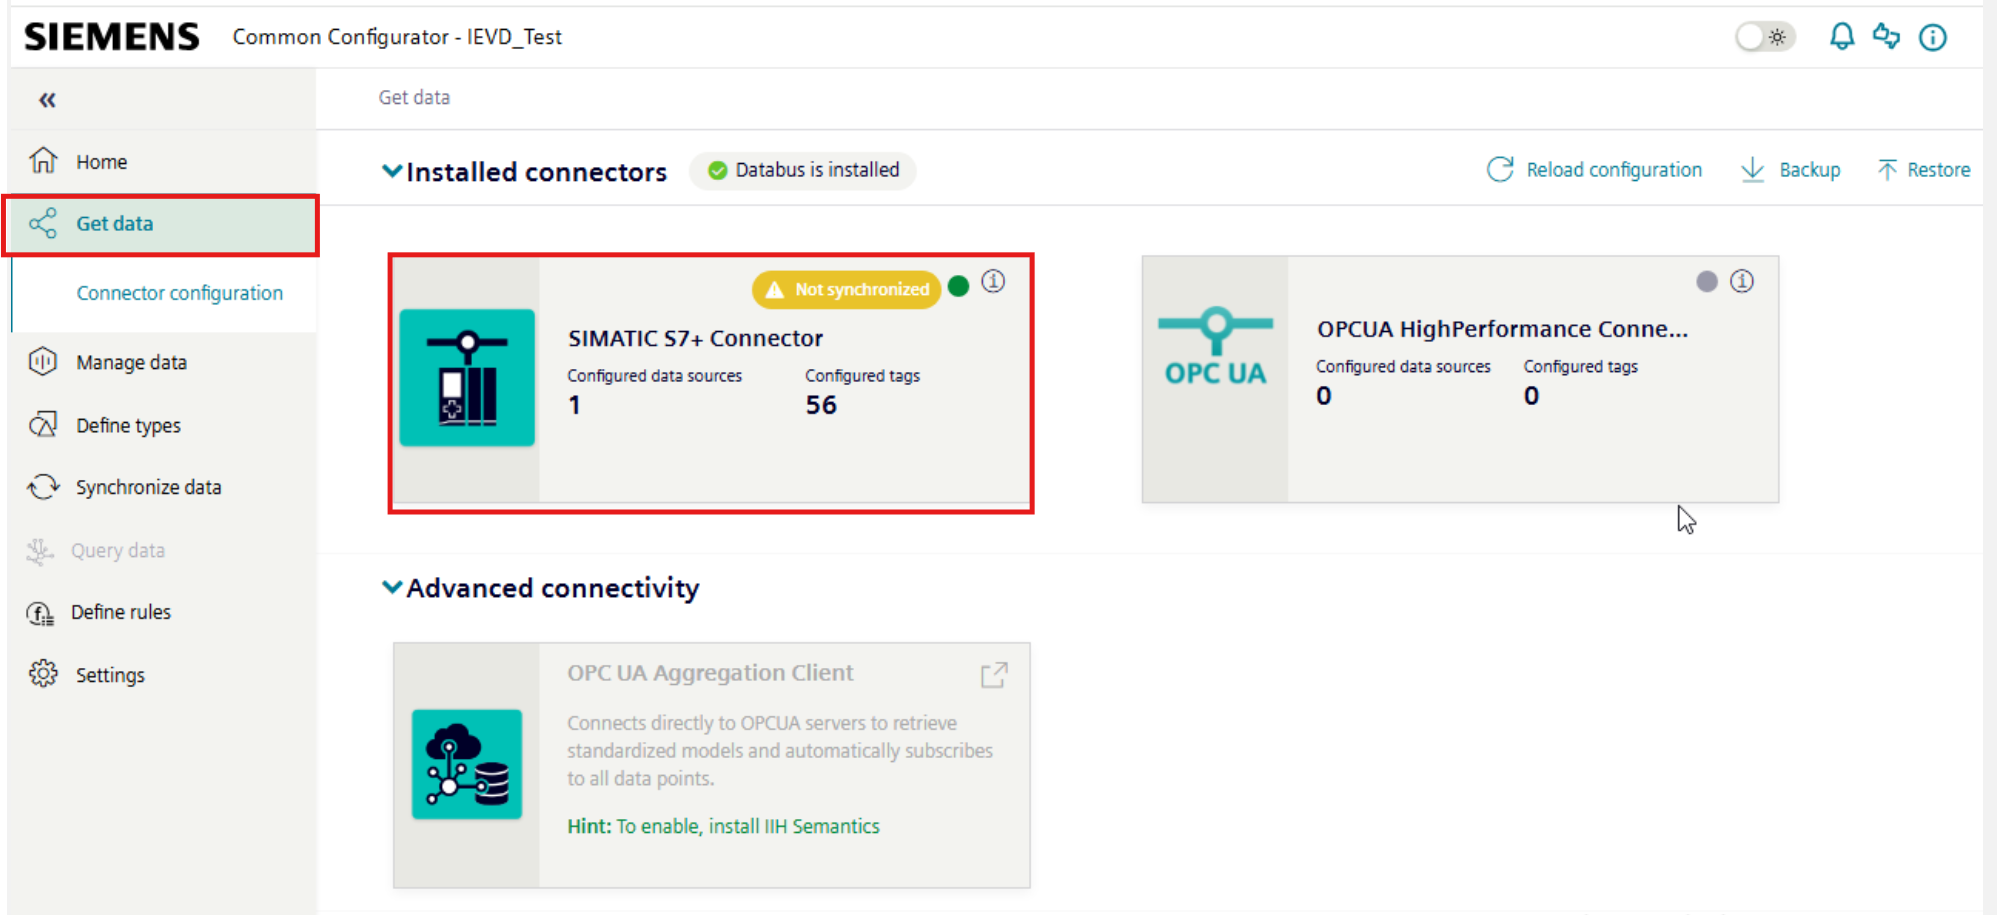 SIEMENS Common Configurator - IEVD_Test
Get data
Home
Get data
Connector configuration
Manage data
Define types
Synchronize data
Query data
Define rules
Settings
Installed connectors
Databus is installed
Reload configuration
Backup
Restore
Not synchronized
SIMATIC S7+ Connector
Configured data sources Configured tags
1 56
OPC UA
OPCUA HighPerformance Conne...
Configured data sources Configured tags
0 0
Advanced connectivity
OPC UA Aggregation Client
Connects directly to OPCUA servers to retrieve
standardized models and automatically subscribes
to all data points.
Hint: To enable, install IIH Semantics